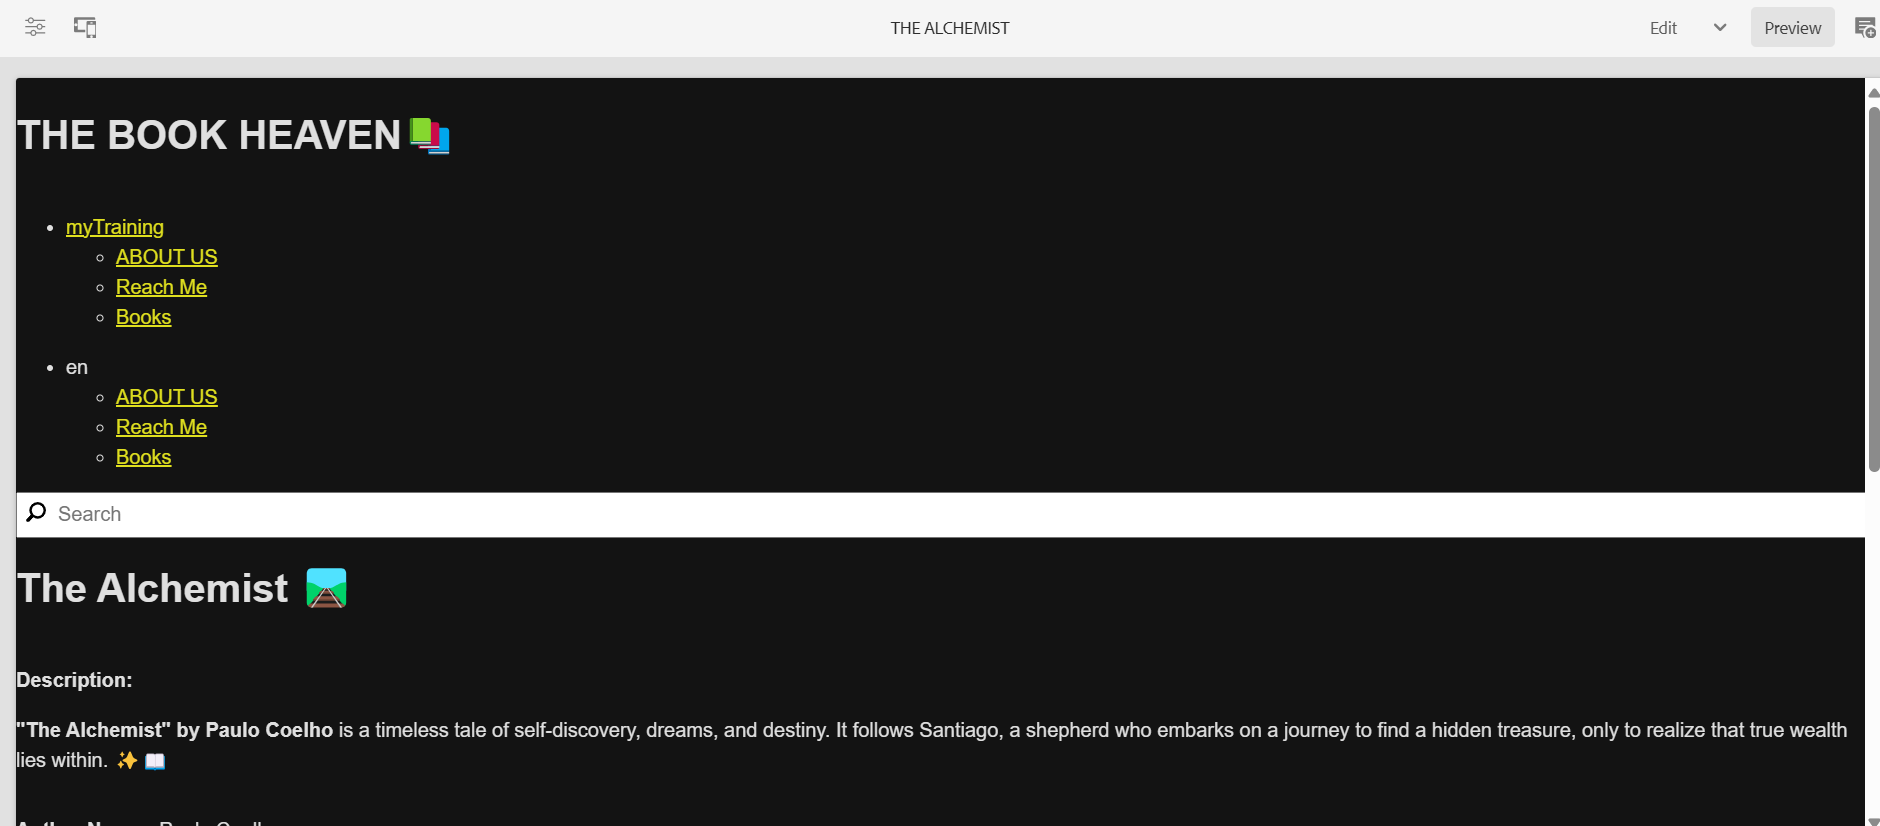 THE ALCHEMIST
Edit
Preview
THE BOOK HEAVEN
myTraining
ABOUT US
Reach Me
Books
en
ABOUT US
Reach Me
Books
Search
The Alchemist
Description:
"The Alchemist" by Paulo Coelho is a timeless tale of self-discovery, dreams, and destiny. It follows Santiago, a shepherd who embarks on a journey to find a hidden treasure, only to realize that true wealth
lies within. ✨ 📖